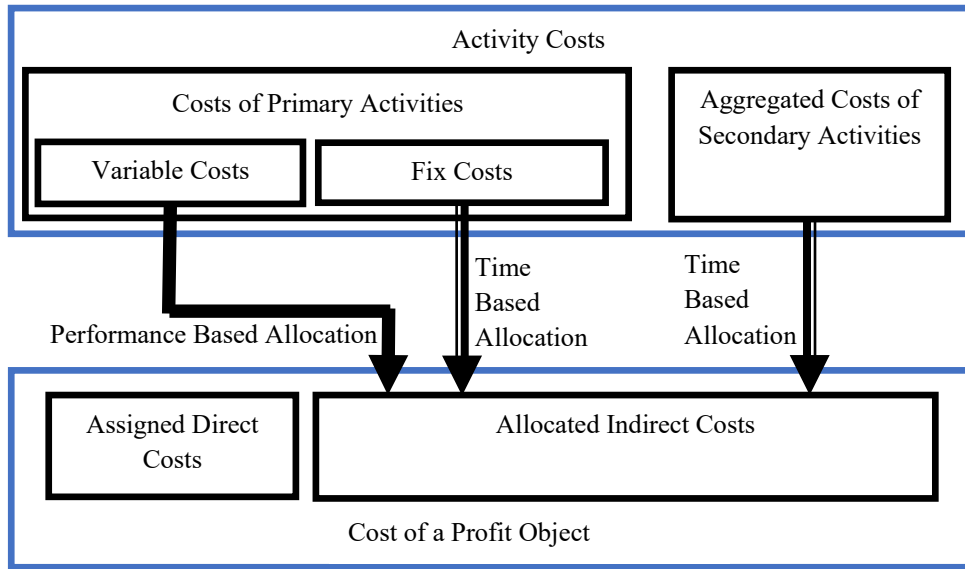 Activity Costs
Costs of Primary Activities
Variable Costs
Fix Costs
Aggregated Costs of
Secondary Activities
Performance Based Allocation
Time
Based
Allocation
Time
Based
Allocation
Assigned Direct
Costs
Allocated Indirect Costs
Cost of a Profit Object